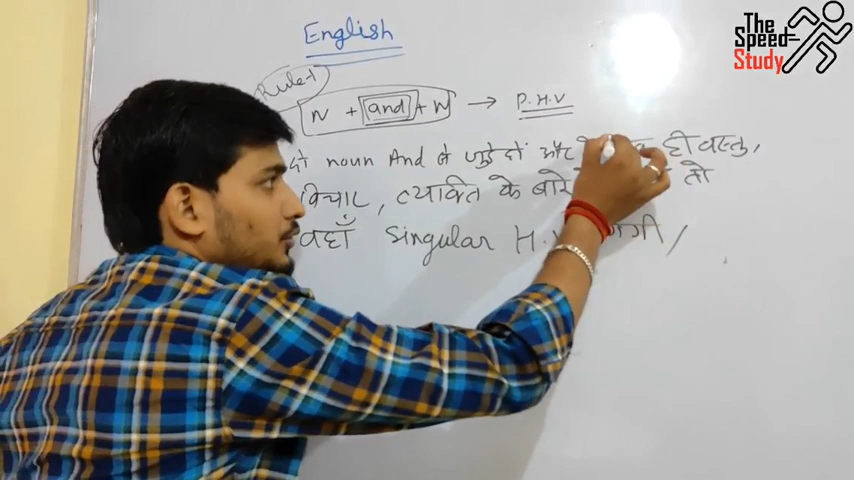 The
Speed
Study
English
Rule-1
N + and + N → P.H.V
दो noun And से जुड़े हों और ही वस्तु,
विचार, व्यक्ति के बारे तो
वहाँ Singular H.V